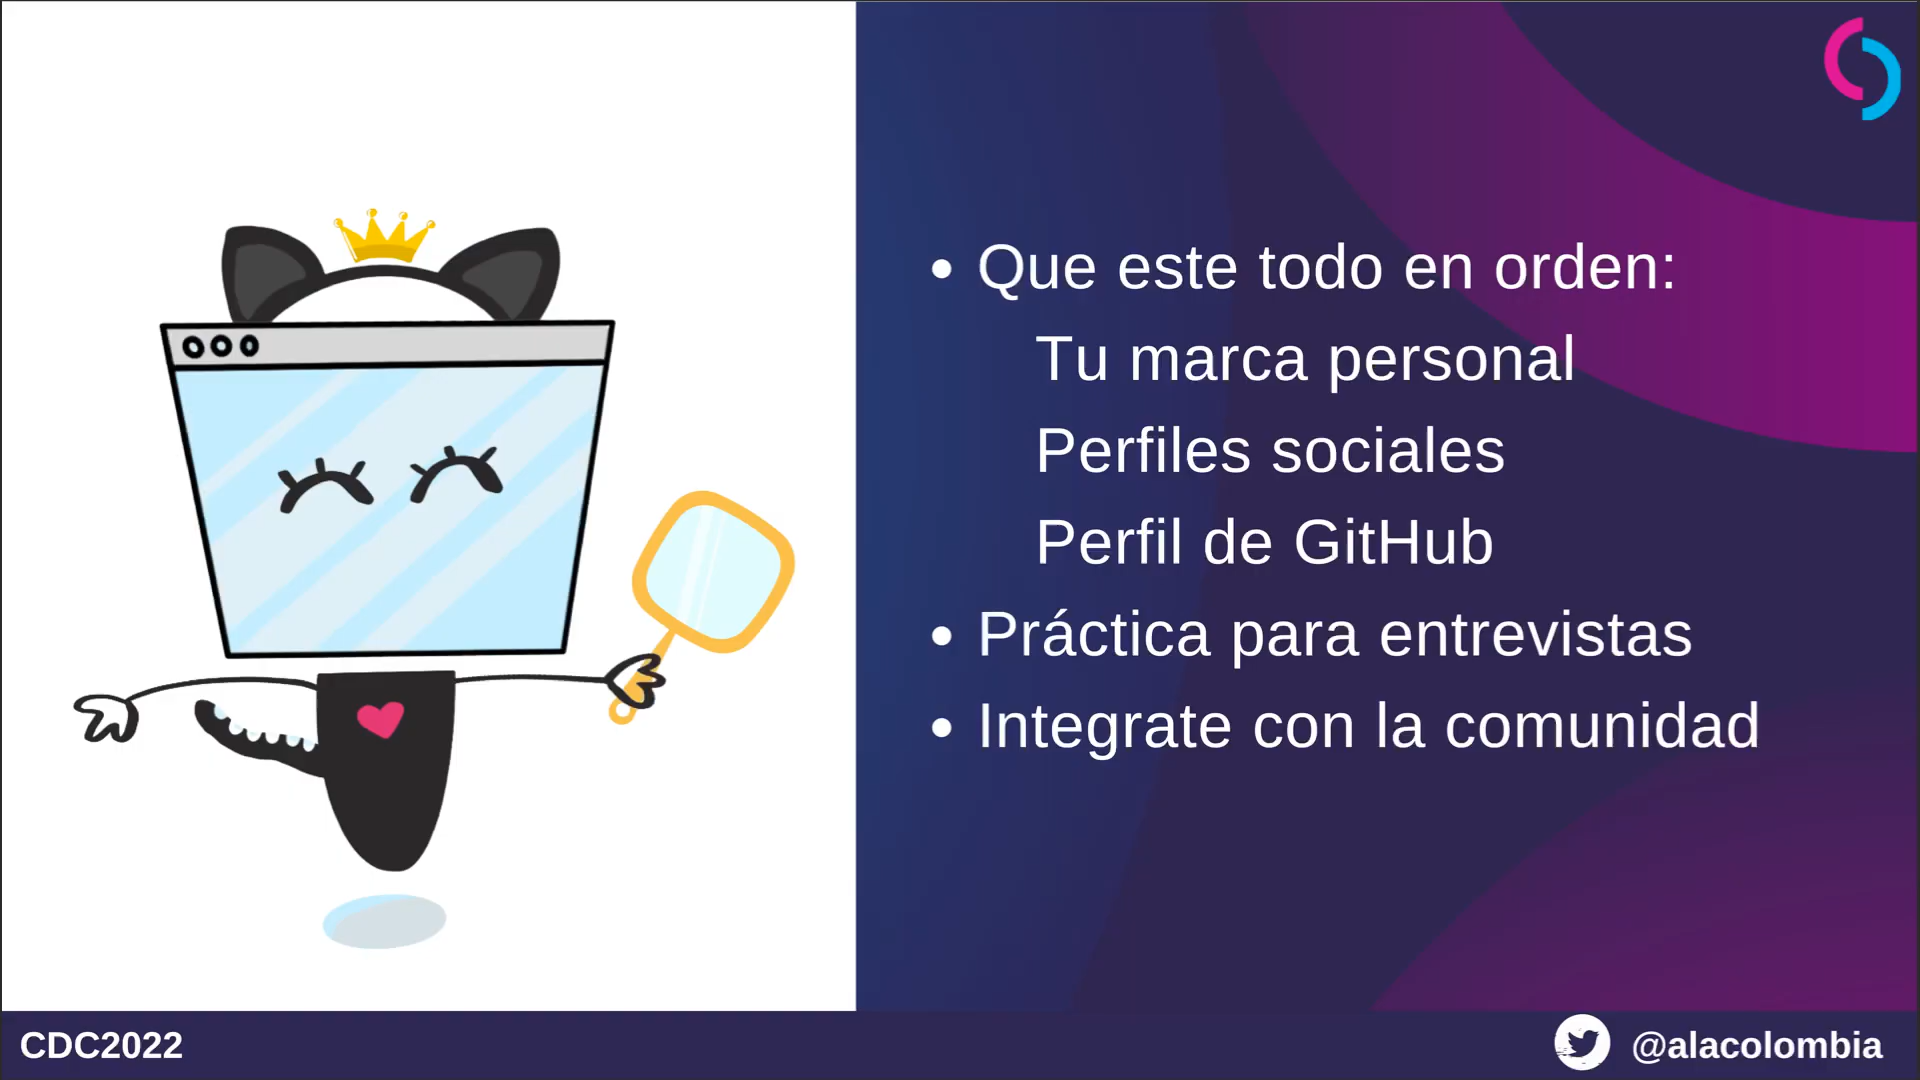 Que este todo en orden:
Tu marca personal
Perfiles sociales
Perfil de GitHub
Práctica para entrevistas
Integrate con la comunidad
CDC2022
@alacolombia